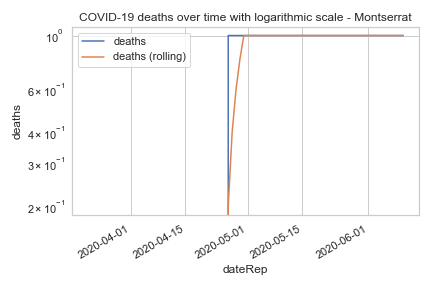 COVID-19 deaths over time with logarithmic scale - Montserrat
10⁰
deaths
deaths (rolling)
6 × 10⁻¹
4 × 10⁻¹
3 × 10⁻¹
2 × 10⁻¹
deaths
2020-04-01
2020-04-15
2020-05-01
2020-05-15
2020-06-01
dateRep